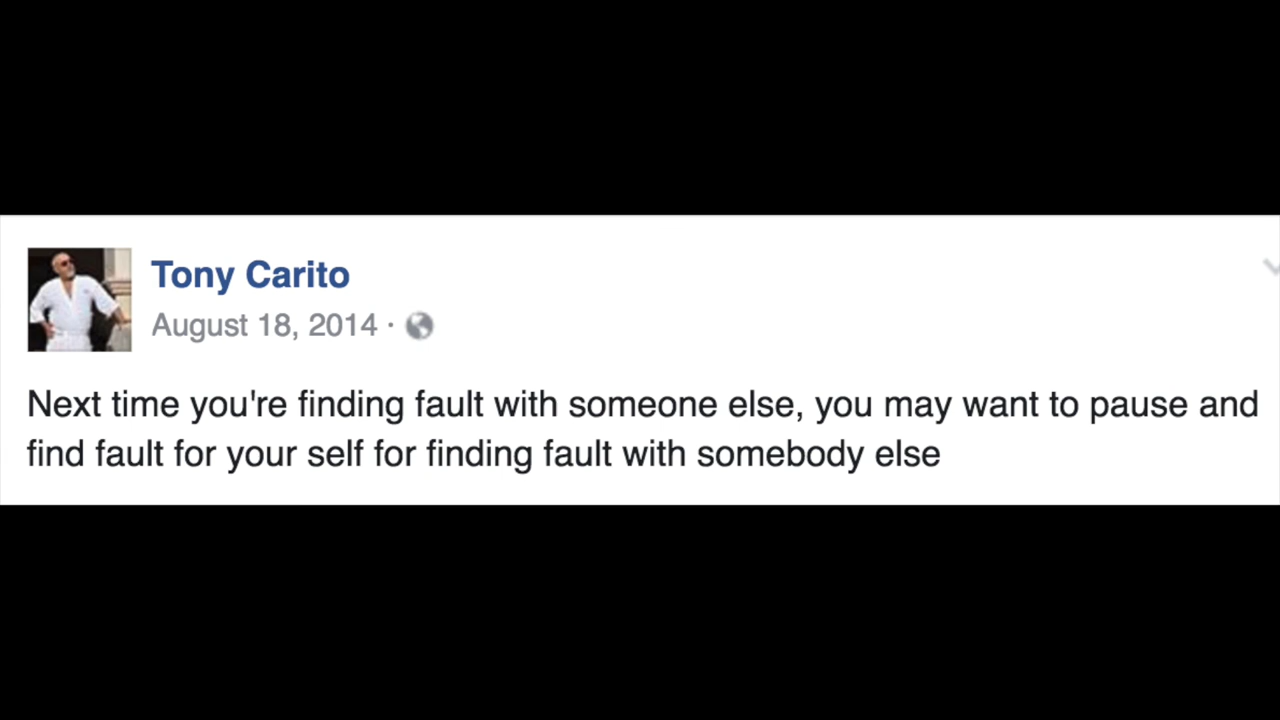 Tony Carito
August 18, 2014 ·
Next time you're finding fault with someone else, you may want to pause and
find fault for your self for finding fault with somebody else